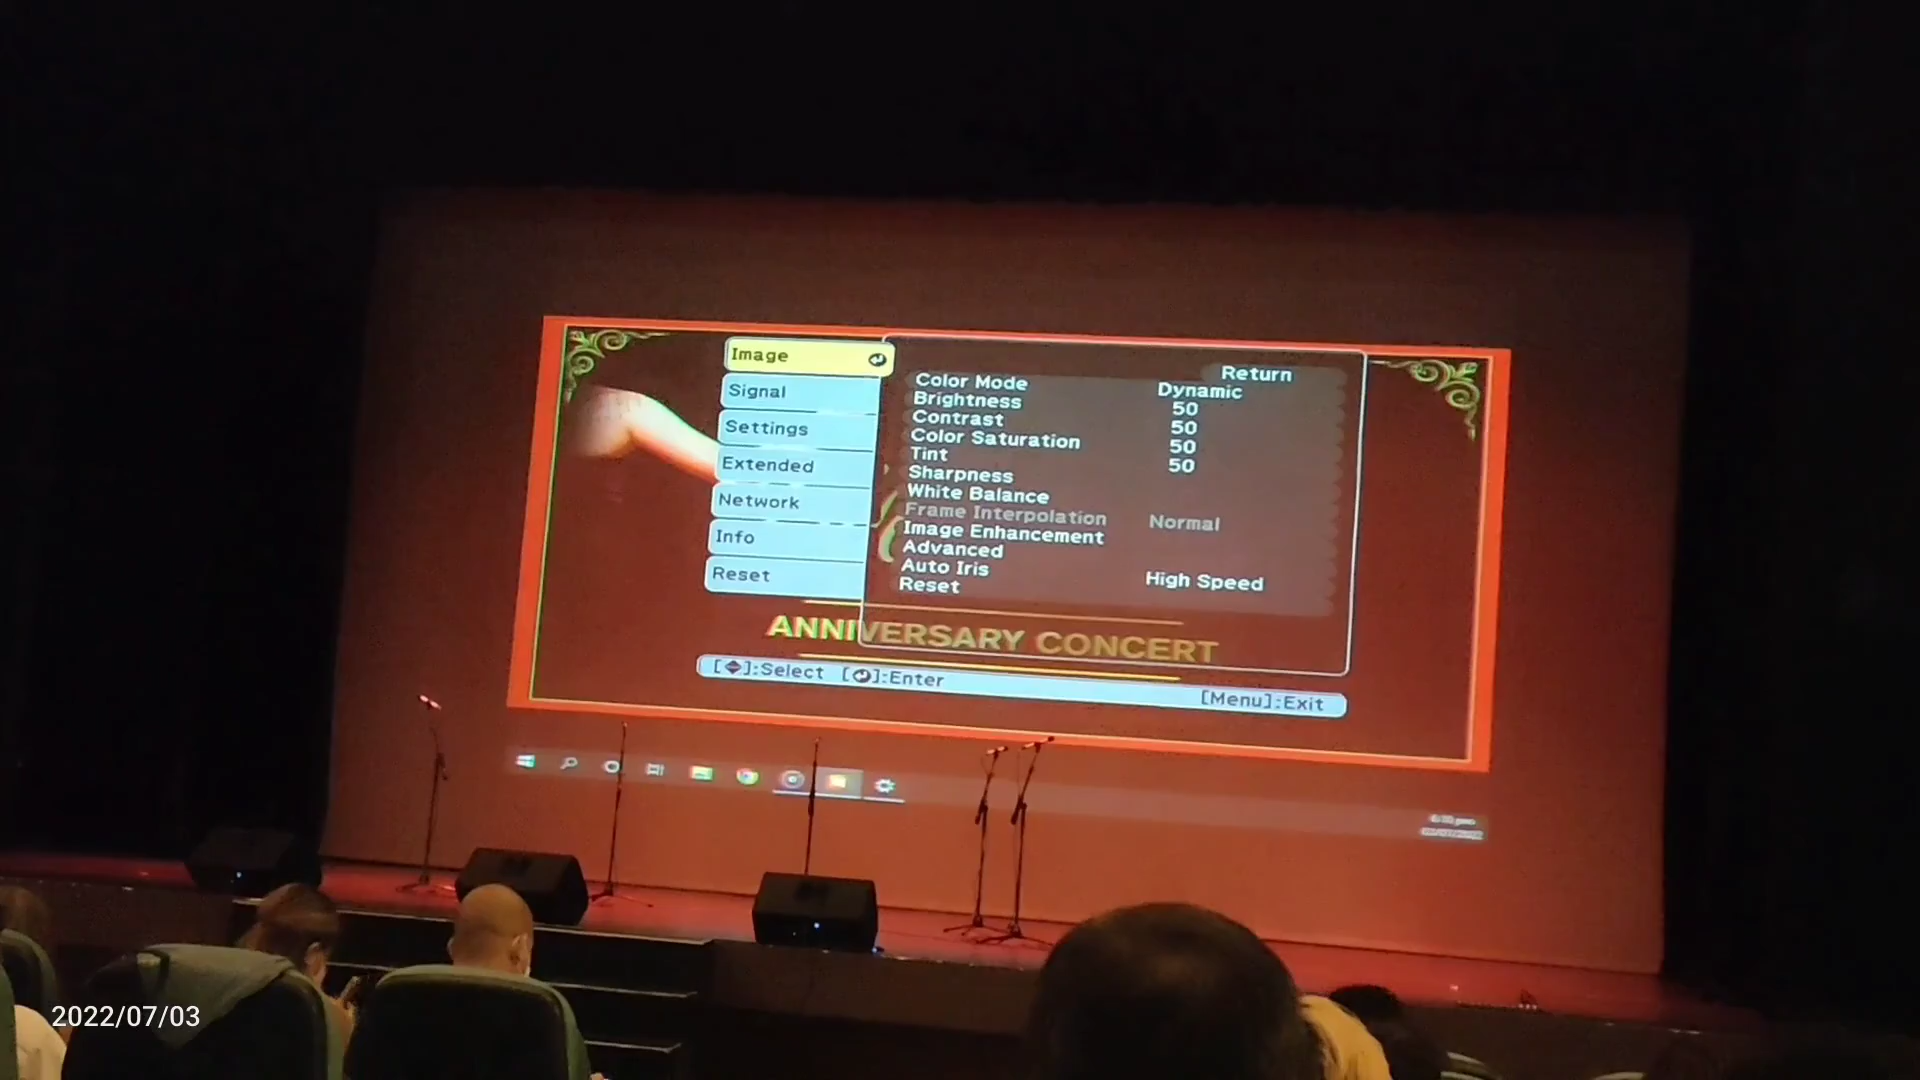 Image
Signal
Settings
Extended
Network
Info
Reset
Return
Color Mode Dynamic
Brightness 50
Contrast 50
Color Saturation 50
Tint 50
Sharpness
White Balance
Frame Interpolation Normal
Image Enhancement
Advanced
Auto Iris High Speed
Reset
ANNIVERSARY CONCERT
[ ]:Select [ ]:Enter [Menu]:Exit
2022/07/03